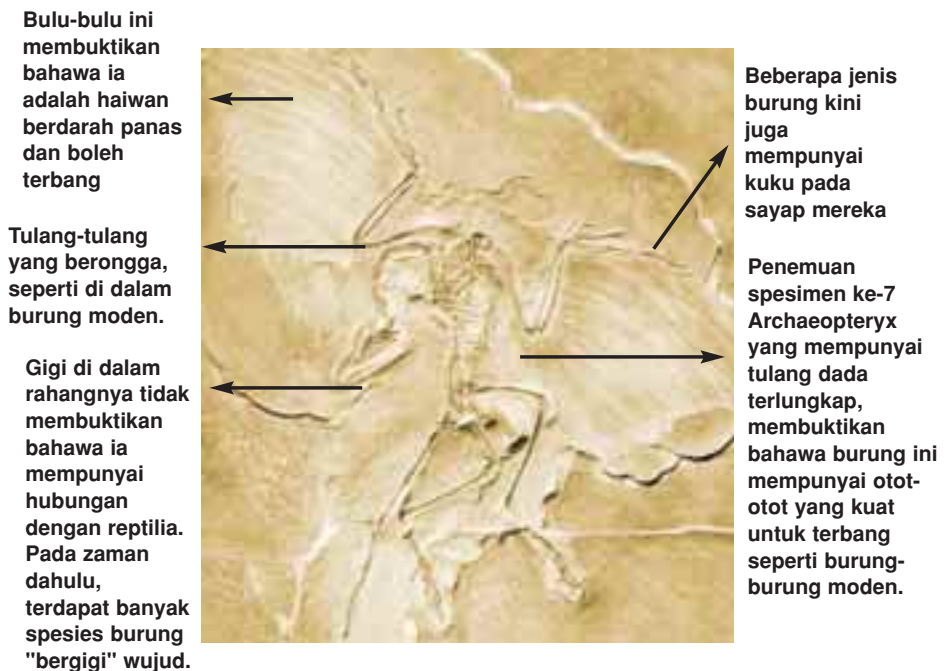 Bulu-bulu ini
membuktikan
bahawa ia
adalah haiwan
berdarah panas
dan boleh
terbang
Tulang-tulang
yang berongga,
seperti di dalam
burung moden.
Gigi di dalam
rahangnya tidak
membuktikan
bahawa ia
mempunyai
hubungan
dengan reptilia.
Pada zaman
dahulu,
terdapat banyak
spesies burung
"bergigi" wujud.
Beberapa jenis
burung kini
juga
mempunyai
kuku pada
sayap mereka
Penemuan
spesimen ke-7
Archaeopteryx
yang mempunyai
tulang dada
terlungkap,
membuktikan
bahawa burung ini
mempunyai otot-
otot yang kuat
untuk terbang
seperti burung-
burung moden.